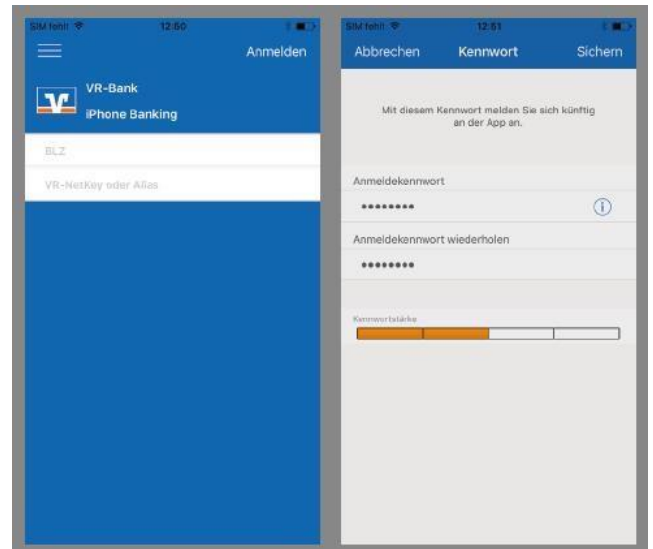 SIM fehlt 12:50
Anmelden
VR-Bank
iPhone Banking
BLZ
VR-NetKey oder Alias
SIM fehlt 12:51
Abbrechen Kennwort Sichern
Mit diesem Kennwort melden Sie sich künftig
an der App an.
Anmeldekennwort
••••••••
Anmeldekennwort wiederholen
••••••••
Kennwortstärke